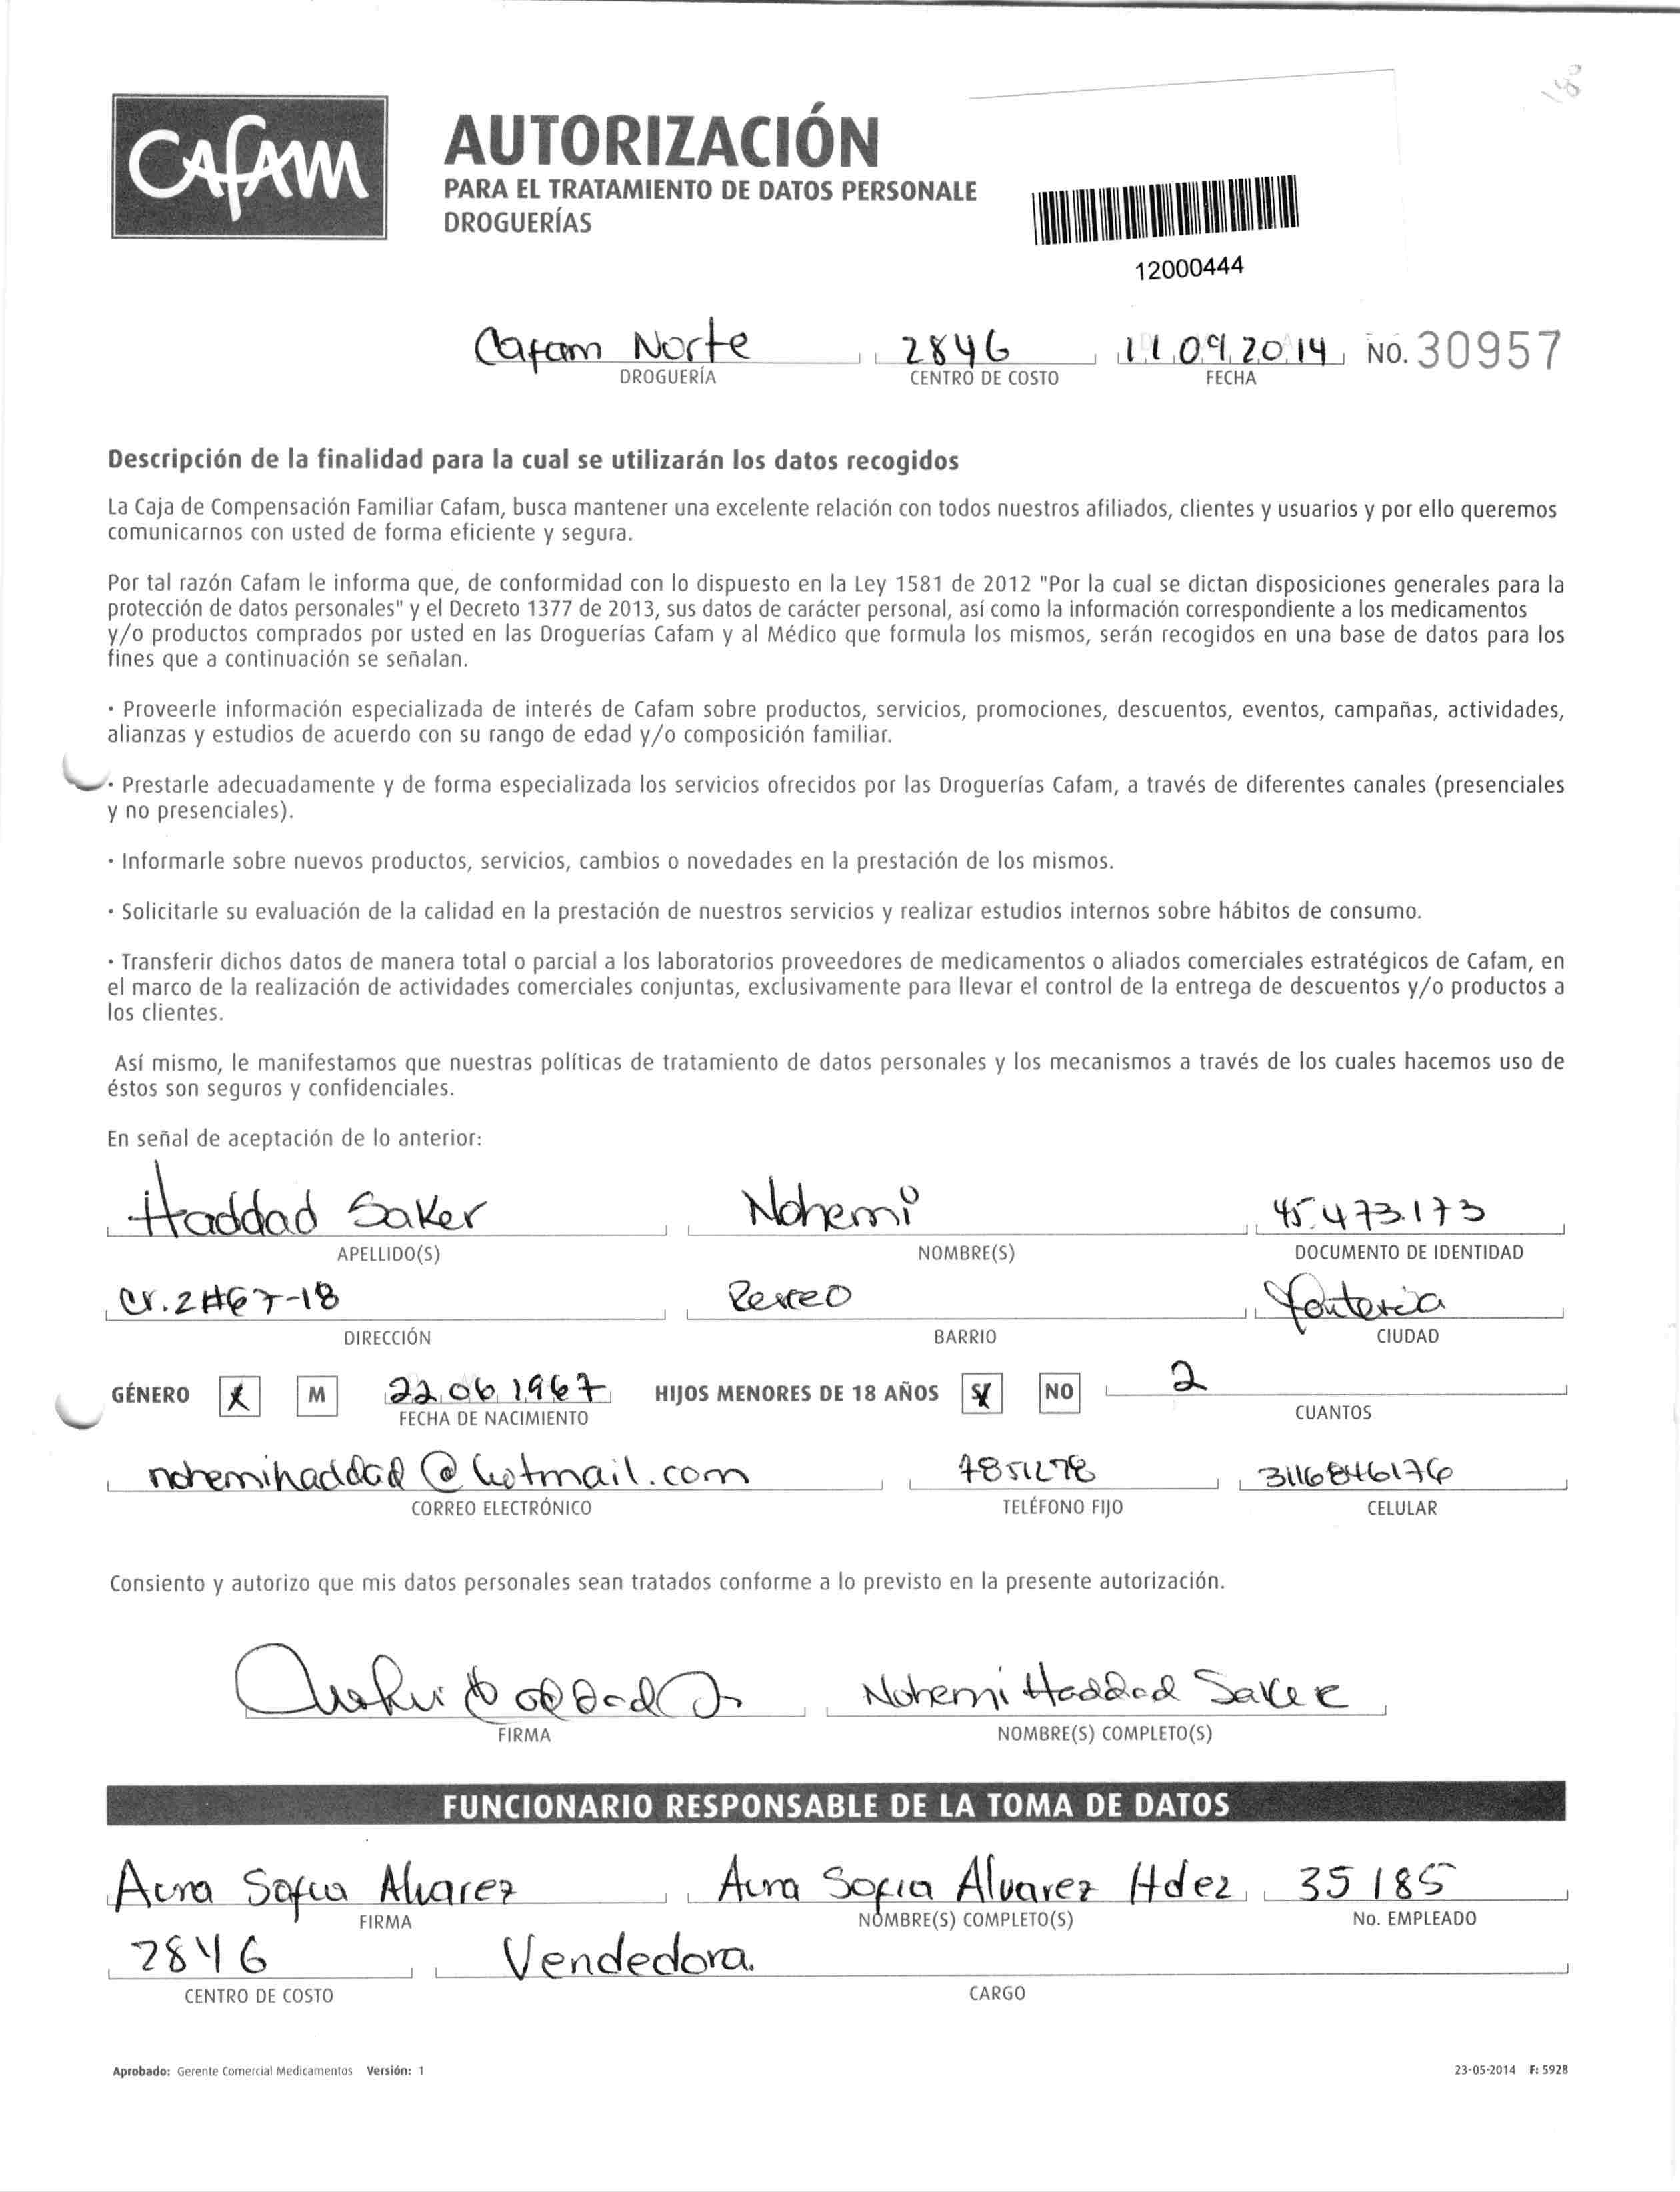 CAfAM
AUTORIZACIÓN
PARA EL TRATAMIENTO DE DATOS PERSONALE
DROGUERÍAS
12000444
Cafam Norte 2846 11 09 2014 NO. 30957
DROGUERÍA CENTRO DE COSTO FECHA
Descripción de la finalidad para la cual se utilizarán los datos recogidos
La Caja de Compensación Familiar Cafam, busca mantener una excelente relación con todos nuestros afiliados, clientes y usuarios y por ello queremos
comunicarnos con usted de forma eficiente y segura.
Por tal razón Cafam le informa que, de conformidad con lo dispuesto en la Ley 1581 de 2012 "Por la cual se dictan disposiciones generales para la
protección de datos personales" y el Decreto 1377 de 2013, sus datos de carácter personal, así como la información correspondiente a los medicamentos
y/o productos comprados por usted en las Droguerías Cafam y al Médico que formula los mismos, serán recogidos en una base de datos para los
fines que a continuación se señalan.
· Proveerle información especializada de interés de Cafam sobre productos, servicios, promociones, descuentos, eventos, campañas, actividades,
alianzas y estudios de acuerdo con su rango de edad y/o composición familiar.
· Prestarle adecuadamente y de forma especializada los servicios ofrecidos por las Droguerías Cafam, a través de diferentes canales (presenciales
y no presenciales).
· Informarle sobre nuevos productos, servicios, cambios o novedades en la prestación de los mismos.
· Solicitarle su evaluación de la calidad en la prestación de nuestros servicios y realizar estudios internos sobre hábitos de consumo.
· Transferir dichos datos de manera total o parcial a los laboratorios proveedores de medicamentos o aliados comerciales estratégicos de Cafam, en
el marco de la realización de actividades comerciales conjuntas, exclusivamente para llevar el control de la entrega de descuentos y/o productos a
los clientes.
Así mismo, le manifestamos que nuestras políticas de tratamiento de datos personales y los mecanismos a través de los cuales hacemos uso de
éstos son seguros y confidenciales.
En señal de aceptación de lo anterior:
Haddad Saker Nohemi 45.473.173
APELLIDO(S) NOMBRE(S) DOCUMENTO DE IDENTIDAD
Cr. 2 #67-18 Recreo
DIRECCIÓN BARRIO CIUDAD
GÉNERO M 22 06 1967 HIJOS MENORES DE 18 AÑOS SI NO 2
FECHA DE NACIMIENTO CUANTOS
nohemihaddad@hotmail.com 7851278 3116846176
CORREO ELECTRÓNICO TELÉFONO FIJO CELULAR
Consiento y autorizo que mis datos personales sean tratados conforme a lo previsto en la presente autorización.
Nohemi Haddad Saker
FIRMA NOMBRE(S) COMPLETO(S)
FUNCIONARIO RESPONSABLE DE LA TOMA DE DATOS
Aura Sofia Alvarez Aura Sofia Alvarez Hdez 35185
FIRMA NOMBRE(S) COMPLETO(S) No. EMPLEADO
2846 Vendedora.
CENTRO DE COSTO CARGO
Aprobado: Gerente Comercial Medicamentos Versión: 1 23-05-2014 F: 5928